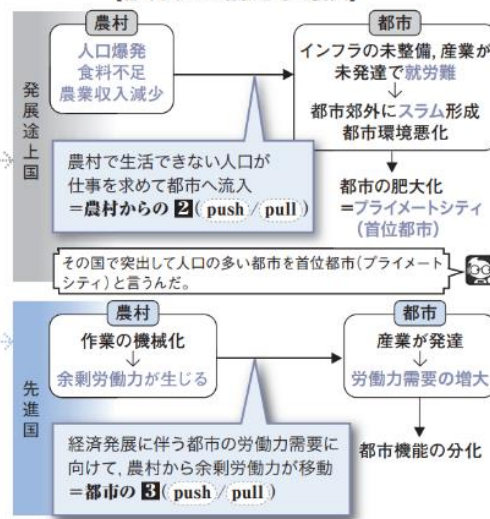 発展途上国
農村
人口爆発
食料不足
農業収入減少
都市
インフラの未整備,産業が
未発達で就労難
都市郊外にスラム形成
都市環境悪化
農村で生活できない人口が
仕事を求めて都市へ流入
=農村からの 2(push/pull)
都市の肥大化
=プライメートシティ
(首位都市)
その国で突出して人口の多い都市を首位都市(プライメート
シティ)と言うんだ。
先進国
農村
作業の機械化
余剰労働力が生じる
都市
産業が発達
労働力需要の増大
経済発展に伴う都市の労働力需要に
向けて,農村から余剰労働力が移動
=都市の 3(push/pull)
都市機能の分化